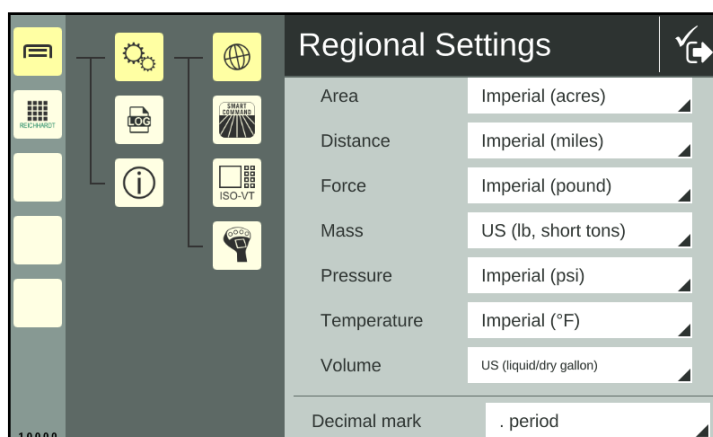 Regional Settings
REICHHARDT
LOG
SMART
COMMAND
ISO-VT
Area Imperial (acres)
Distance Imperial (miles)
Force Imperial (pound)
Mass US (lb, short tons)
Pressure Imperial (psi)
Temperature Imperial (°F)
Volume US (liquid/dry gallon)
Decimal mark . period
10000